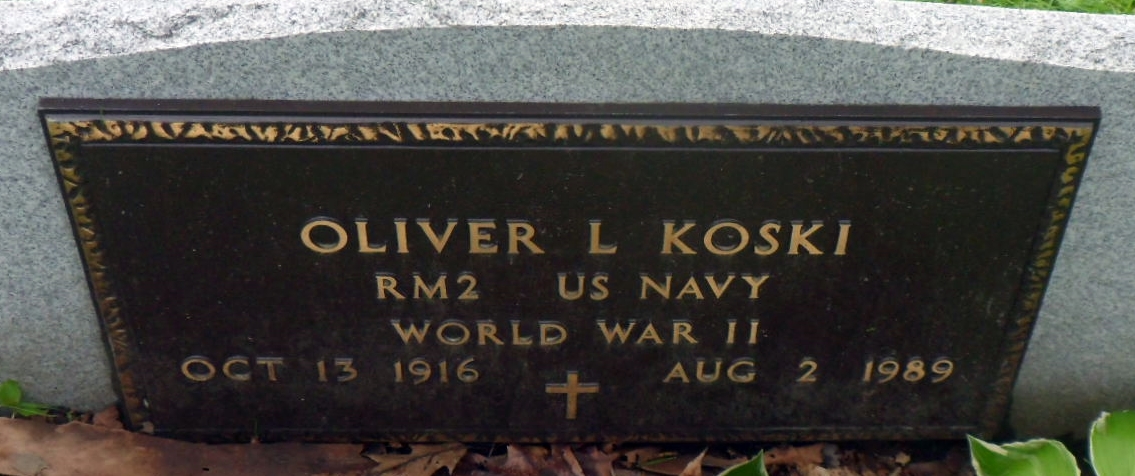 OLIVER L KOSKI
RM2 US NAVY
WORLD WAR II
OCT 13 1916 AUG 2 1989